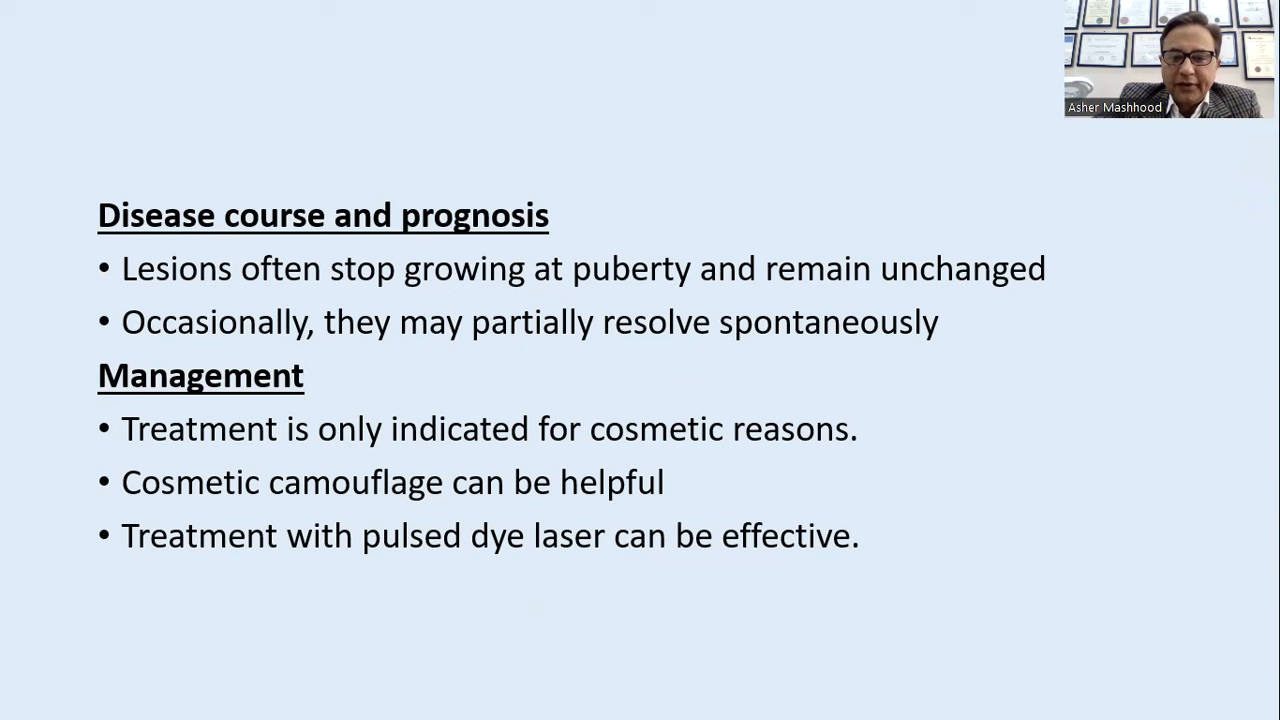 Asher Mashhood
Disease course and prognosis
• Lesions often stop growing at puberty and remain unchanged
• Occasionally, they may partially resolve spontaneously
Management
• Treatment is only indicated for cosmetic reasons.
• Cosmetic camouflage can be helpful
• Treatment with pulsed dye laser can be effective.